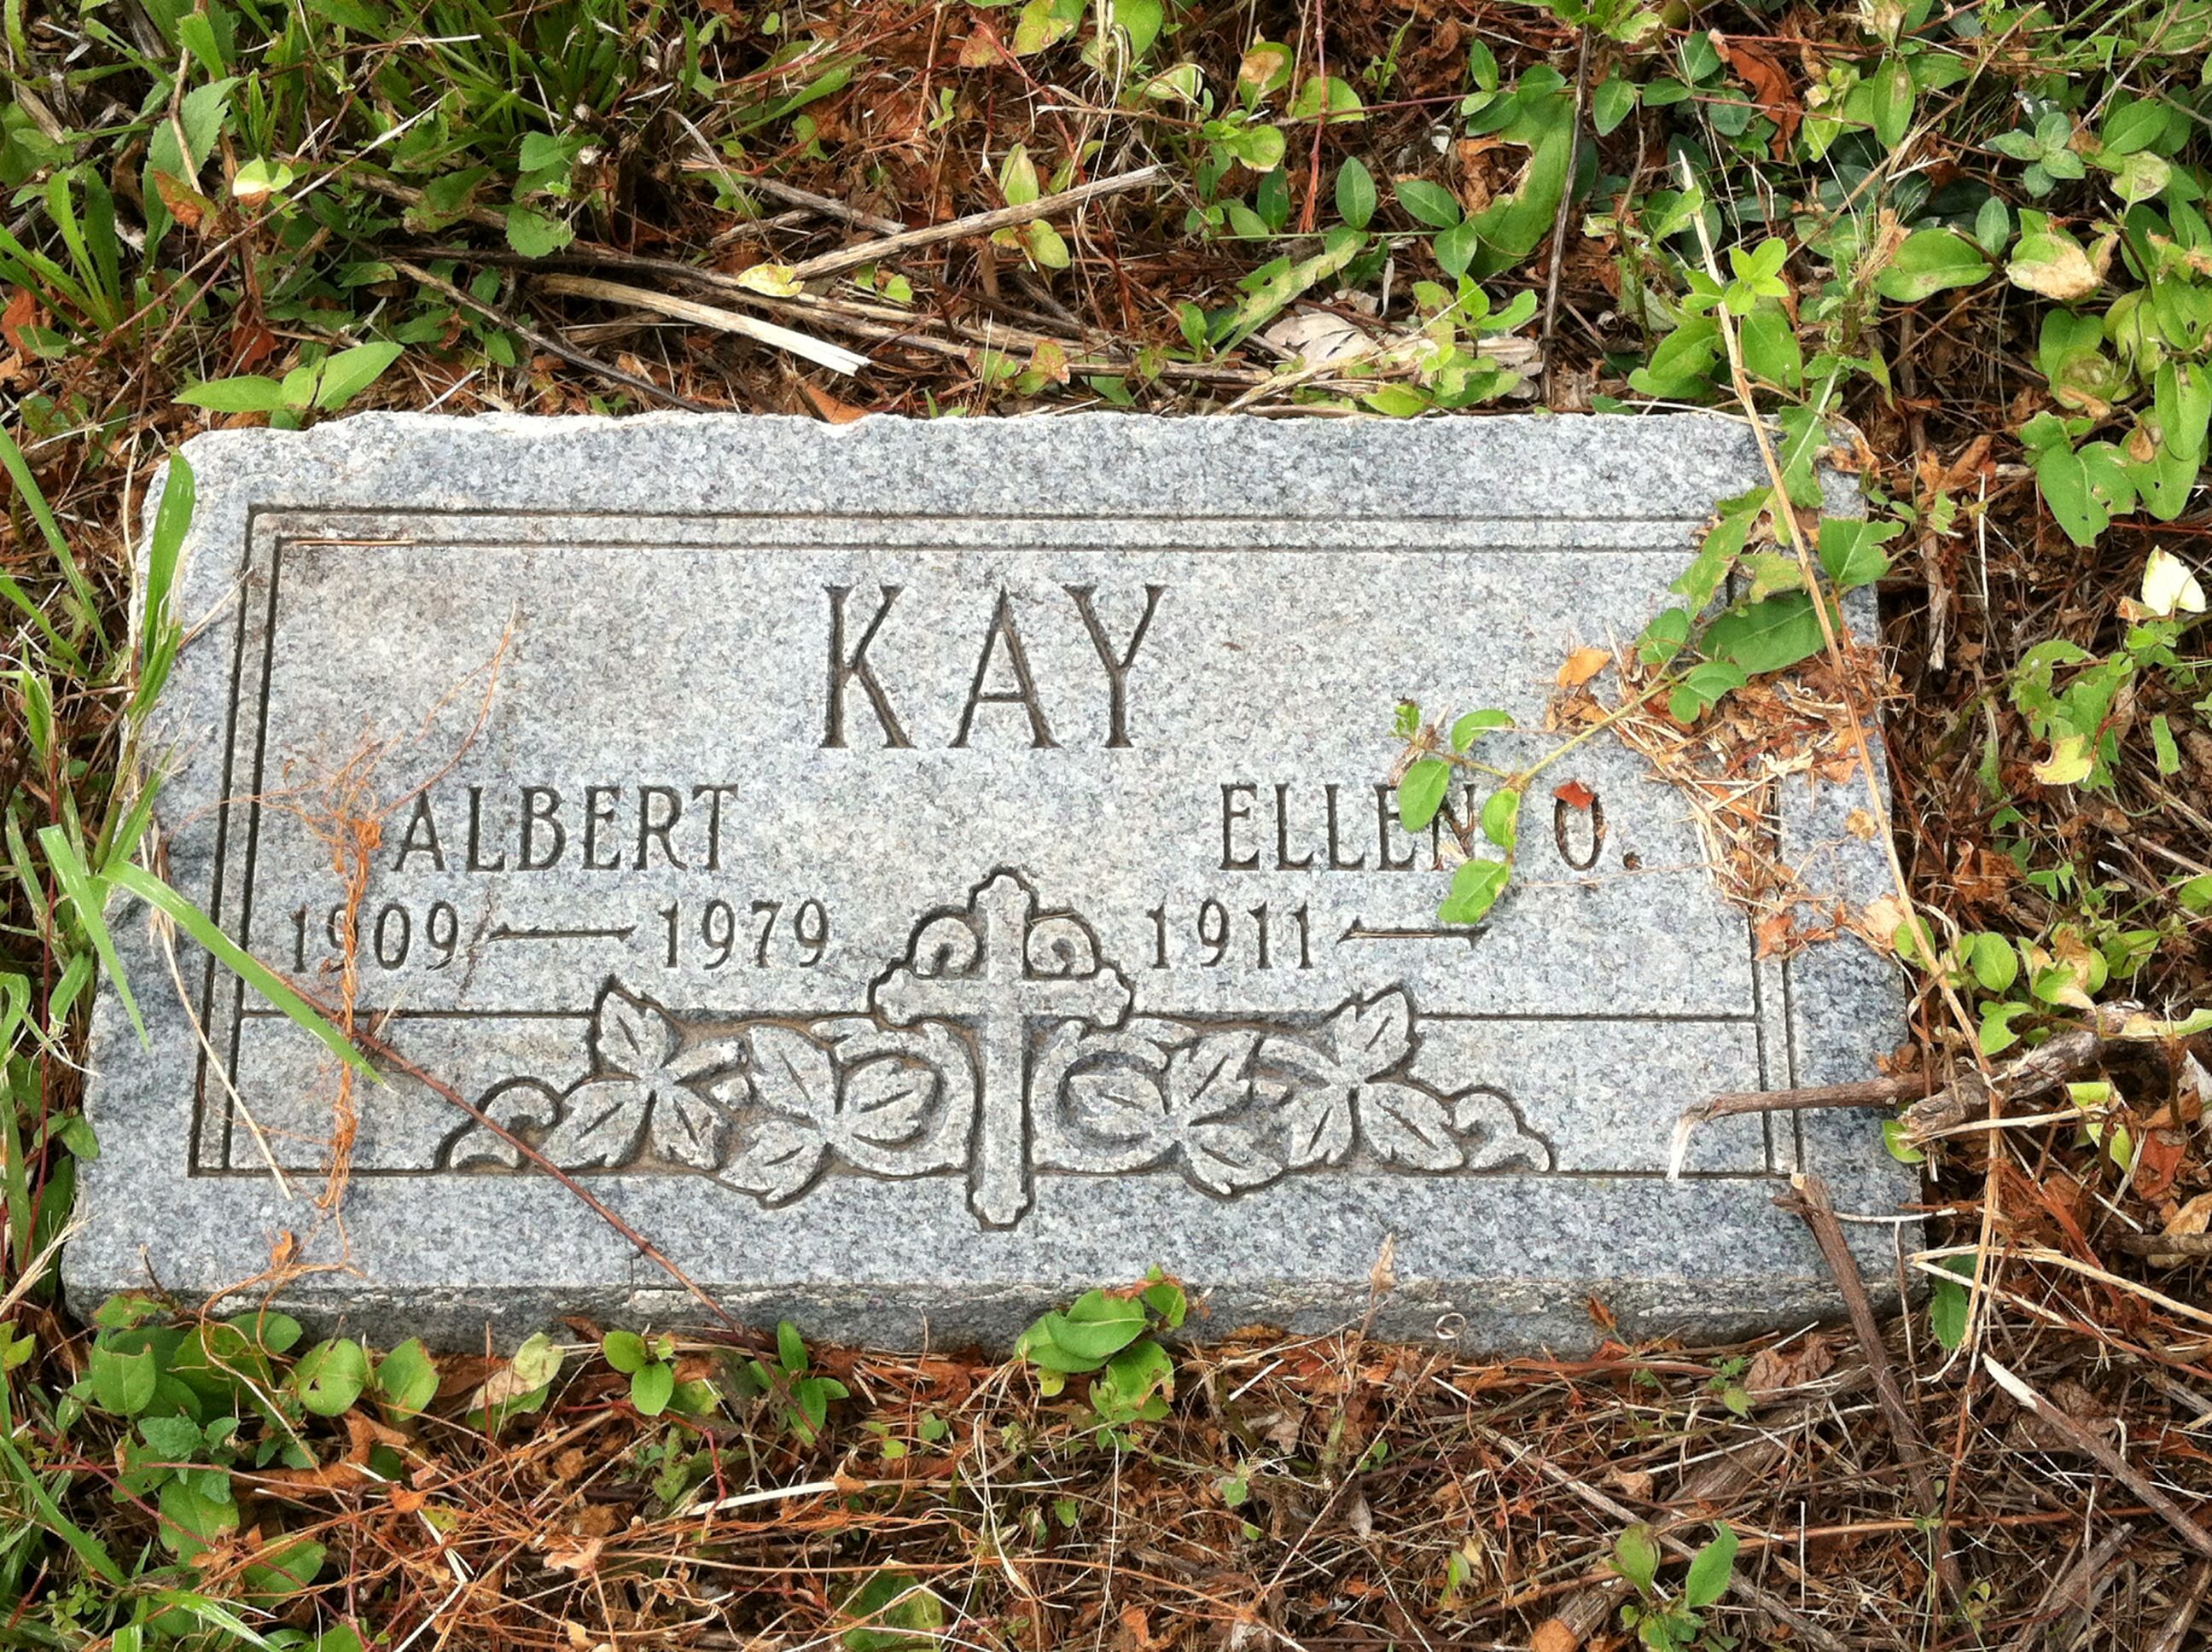 KAY
ALBERT ELLEN O.
1909 — 1979 1911 —